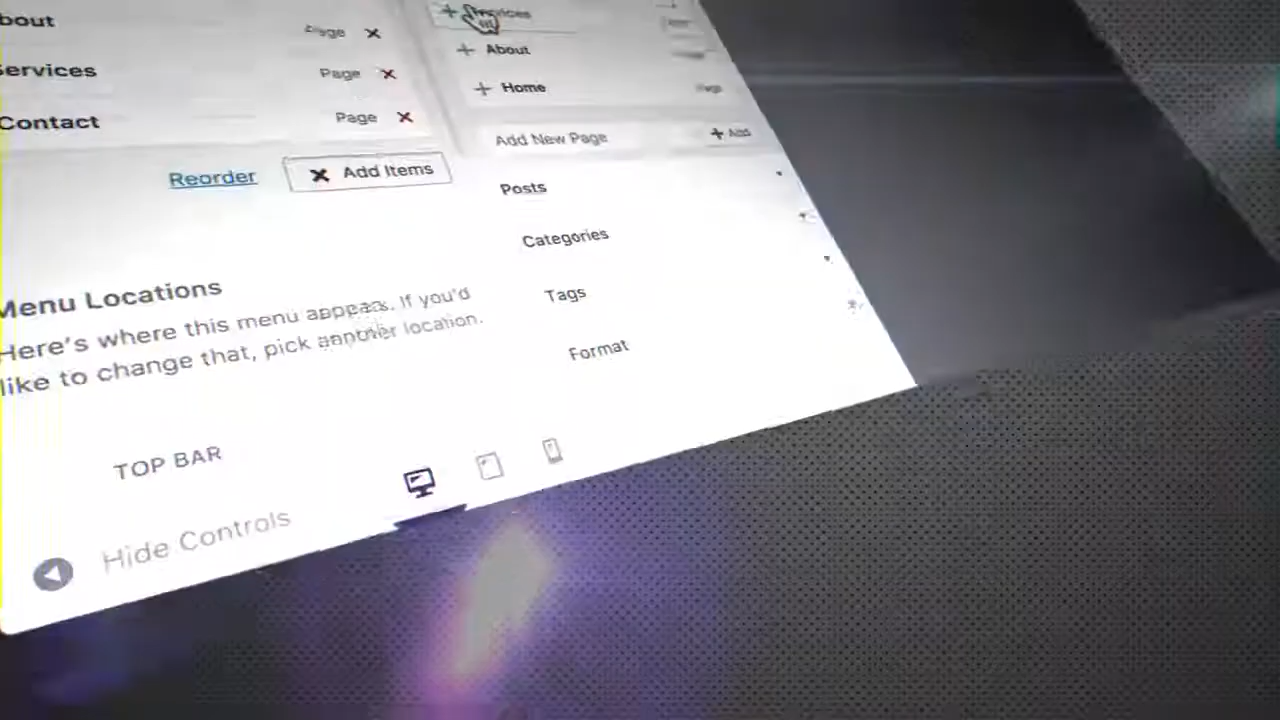 bout
Page ×
ervices
Page ×
Contact
Page ×
Reorder
× Add Items
Menu Locations
Here's where this menu appears. If you'd
like to change that, pick another location.
TOP BAR
Hide Controls
+ Services
+ About
+ Home
Page
Add New Page
+ Add
Posts
Categories
Tags
Format